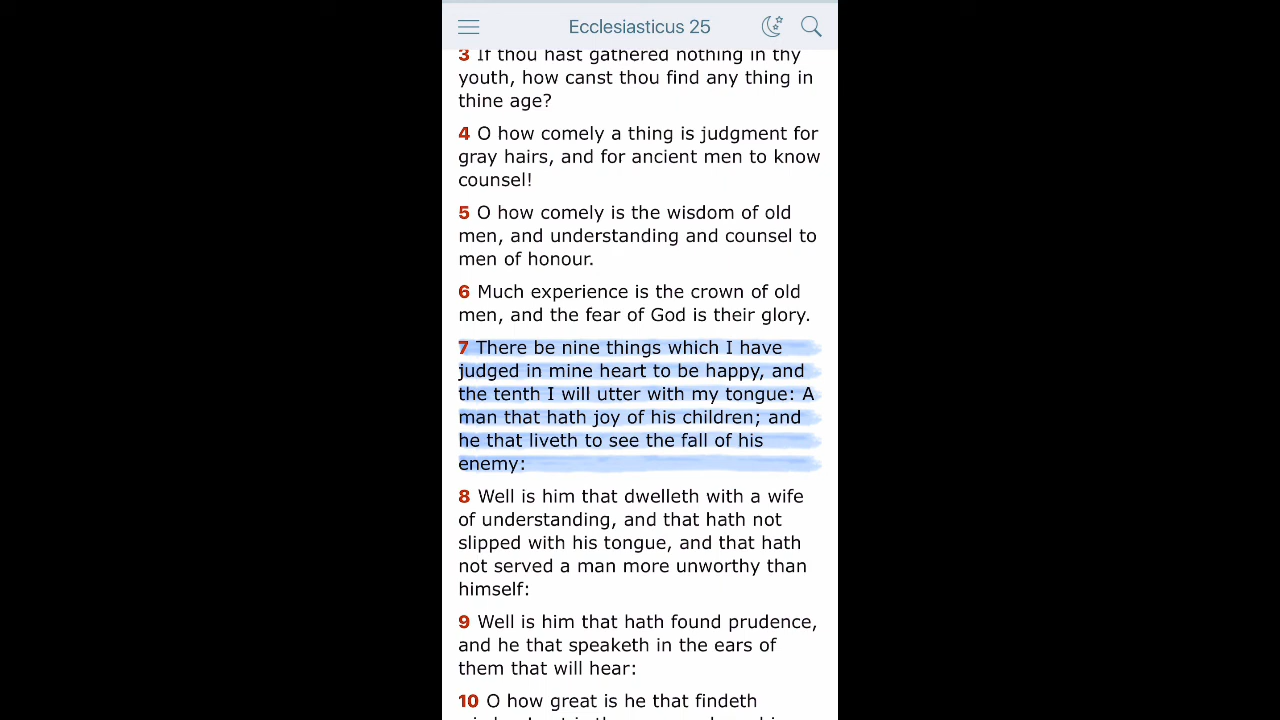 Ecclesiasticus 25
3 If thou hast gathered nothing in thy
youth, how canst thou find any thing in
thine age?
4 O how comely a thing is judgment for
gray hairs, and for ancient men to know
counsel!
5 O how comely is the wisdom of old
men, and understanding and counsel to
men of honour.
6 Much experience is the crown of old
men, and the fear of God is their glory.
7 There be nine things which I have
judged in mine heart to be happy, and
the tenth I will utter with my tongue: A
man that hath joy of his children; and
he that liveth to see the fall of his
enemy:
8 Well is him that dwelleth with a wife
of understanding, and that hath not
slipped with his tongue, and that hath
not served a man more unworthy than
himself:
9 Well is him that hath found prudence,
and he that speaketh in the ears of
them that will hear:
10 O how great is he that findeth